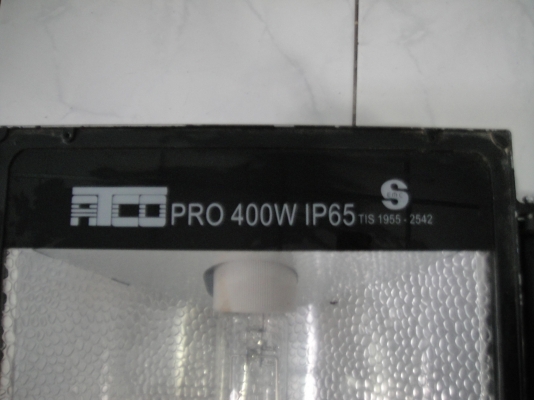 ATCO PRO 400W IP65 S
TIS 1955 - 2542